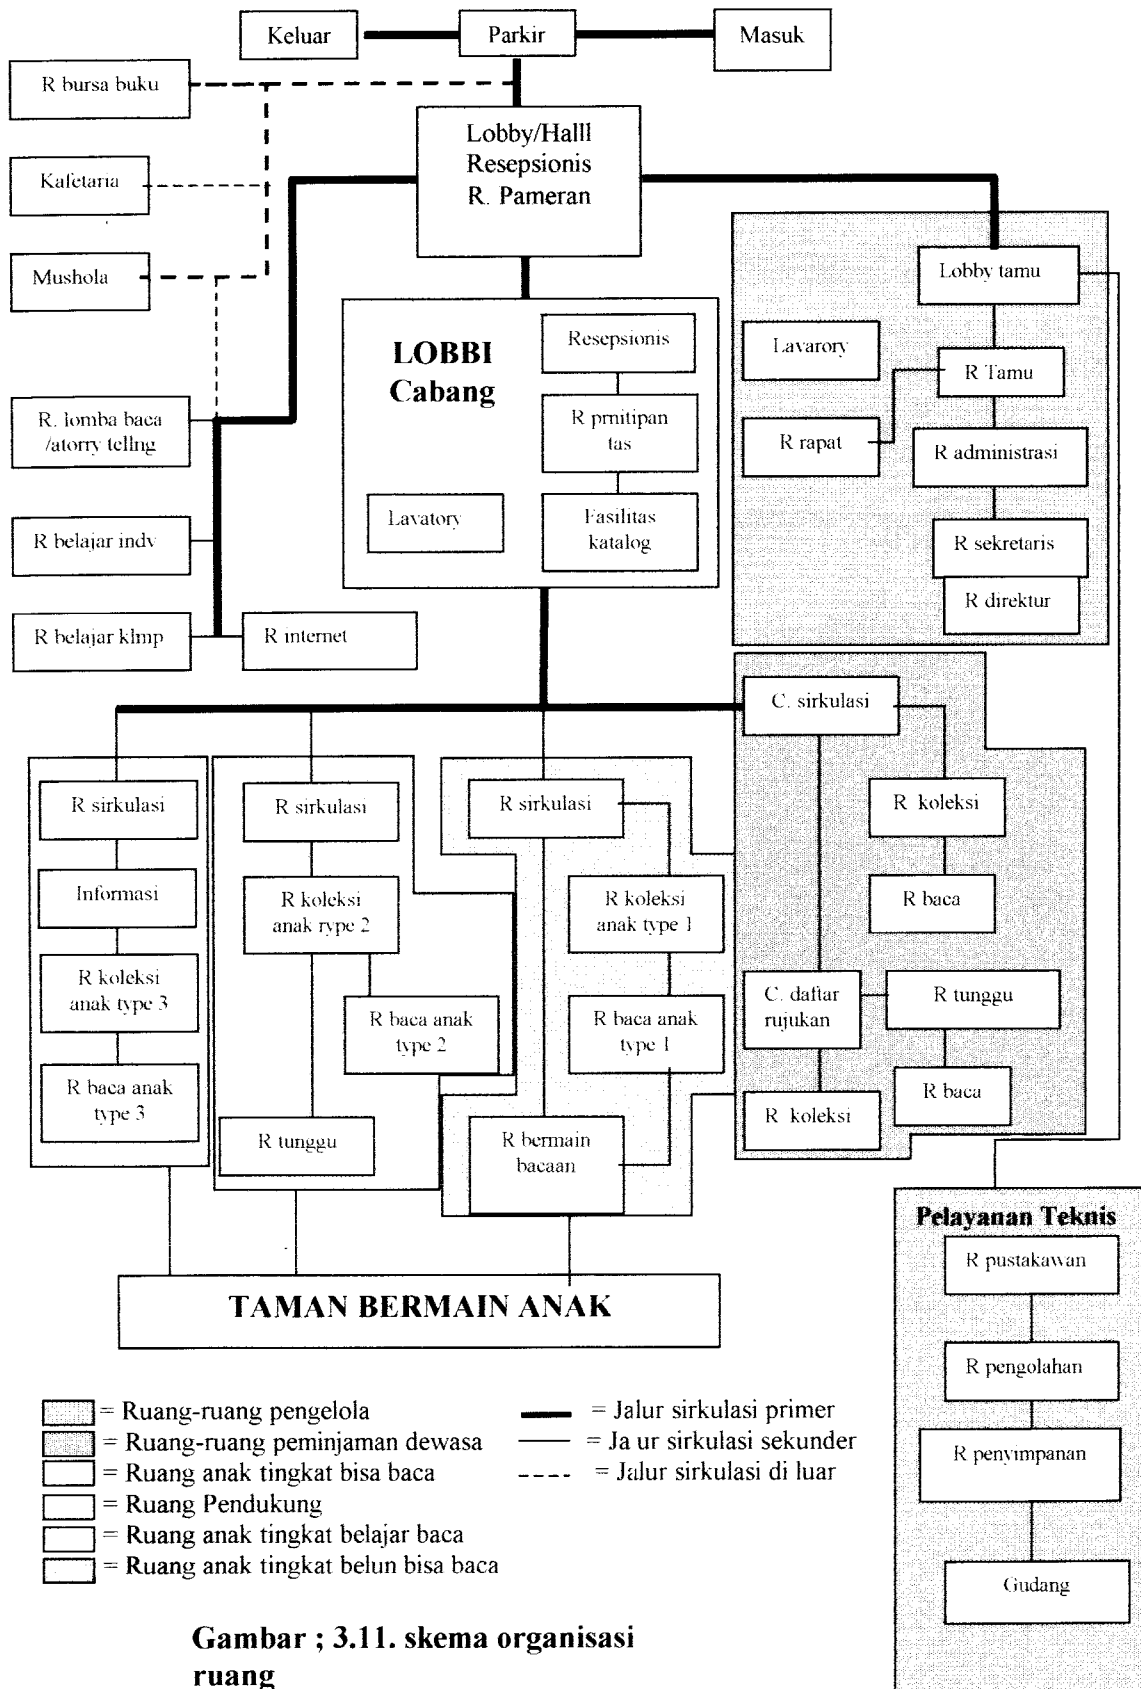 Keluar
Parkir
Masuk
R bursa buku
Kafetaria
Mushola
Lobby/Halll
Resepsionis
R. Pameran
Lobby tamu
Lavarory
R Tamu
R rapat
R administrasi
R sekretaris
R direktur
LOBBI
Cabang
Resepsionis
R prnitipan
tas
Lavatory
Fasilitas
katalog
R. lomba baca
/atorry tellng
R belajar indv
R belajar klmp
R internet
C. sirkulasi
R koleksi
R baca
C. daftar
rujukan
R tunggu
R baca
R koleksi
R sirkulasi
Informasi
R koleksi
anak type 3
R baca anak
type 3
R sirkulasi
R koleksi
anak rype 2
R baca anak
type 2
R tunggu
R sirkulasi
R koleksi
anak type 1
R baca anak
type 1
R bermain
bacaan
TAMAN BERMAIN ANAK
Pelayanan Teknis
R pustakawan
R pengolahan
R penyimpanan
Gudang
= Ruang-ruang pengelola
= Ruang-ruang peminjaman dewasa
= Ruang anak tingkat bisa baca
= Ruang Pendukung
= Ruang anak tingkat belajar baca
= Ruang anak tingkat belun bisa baca
= Jalur sirkulasi primer
= Ja ur sirkulasi sekunder
= Jalur sirkulasi di luar
Gambar ; 3.11. skema organisasi
ruang